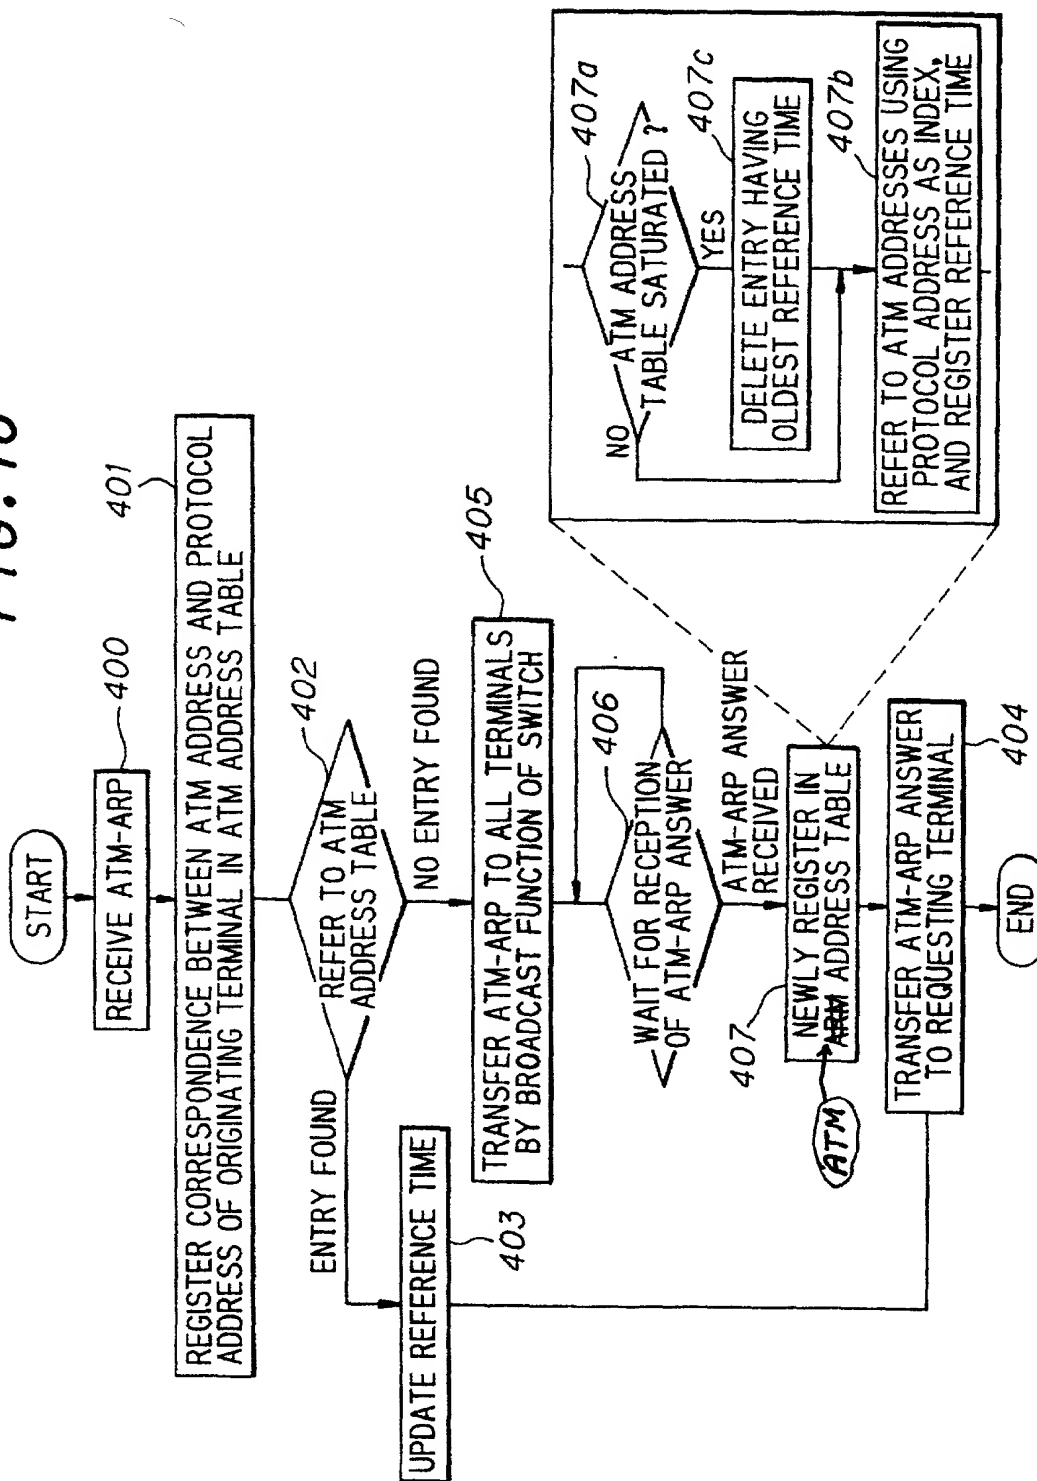 START
400
RECEIVE ATM-ARP
401
REGISTER CORRESPONDENCE BETWEEN ATM ADDRESS AND PROTOCOL
ADDRESS OF ORIGINATING TERMINAL IN ATM ADDRESS TABLE
402
REFER TO ATM
ADDRESS TABLE
ENTRY FOUND
NO ENTRY FOUND
UPDATE REFERENCE TIME
403
405
TRANSFER ATM-ARP TO ALL TERMINALS
BY BROADCAST FUNCTION OF SWITCH
406
WAIT FOR RECEPTION
OF ATM-ARP ANSWER
ATM-ARP ANSWER
RECEIVED
407
NEWLY REGISTER IN
ARM ADDRESS TABLE
ATM
TRANSFER ATM-ARP ANSWER
TO REQUESTING TERMINAL
404
END
407a
ATM ADDRESS
TABLE SATURATED ?
NO
YES
407c
DELETE ENTRY HAVING
OLDEST REFERENCE TIME
407b
REFER TO ATM ADDRESSES USING
PROTOCOL ADDRESS AS INDEX,
AND REGISTER REFERENCE TIME